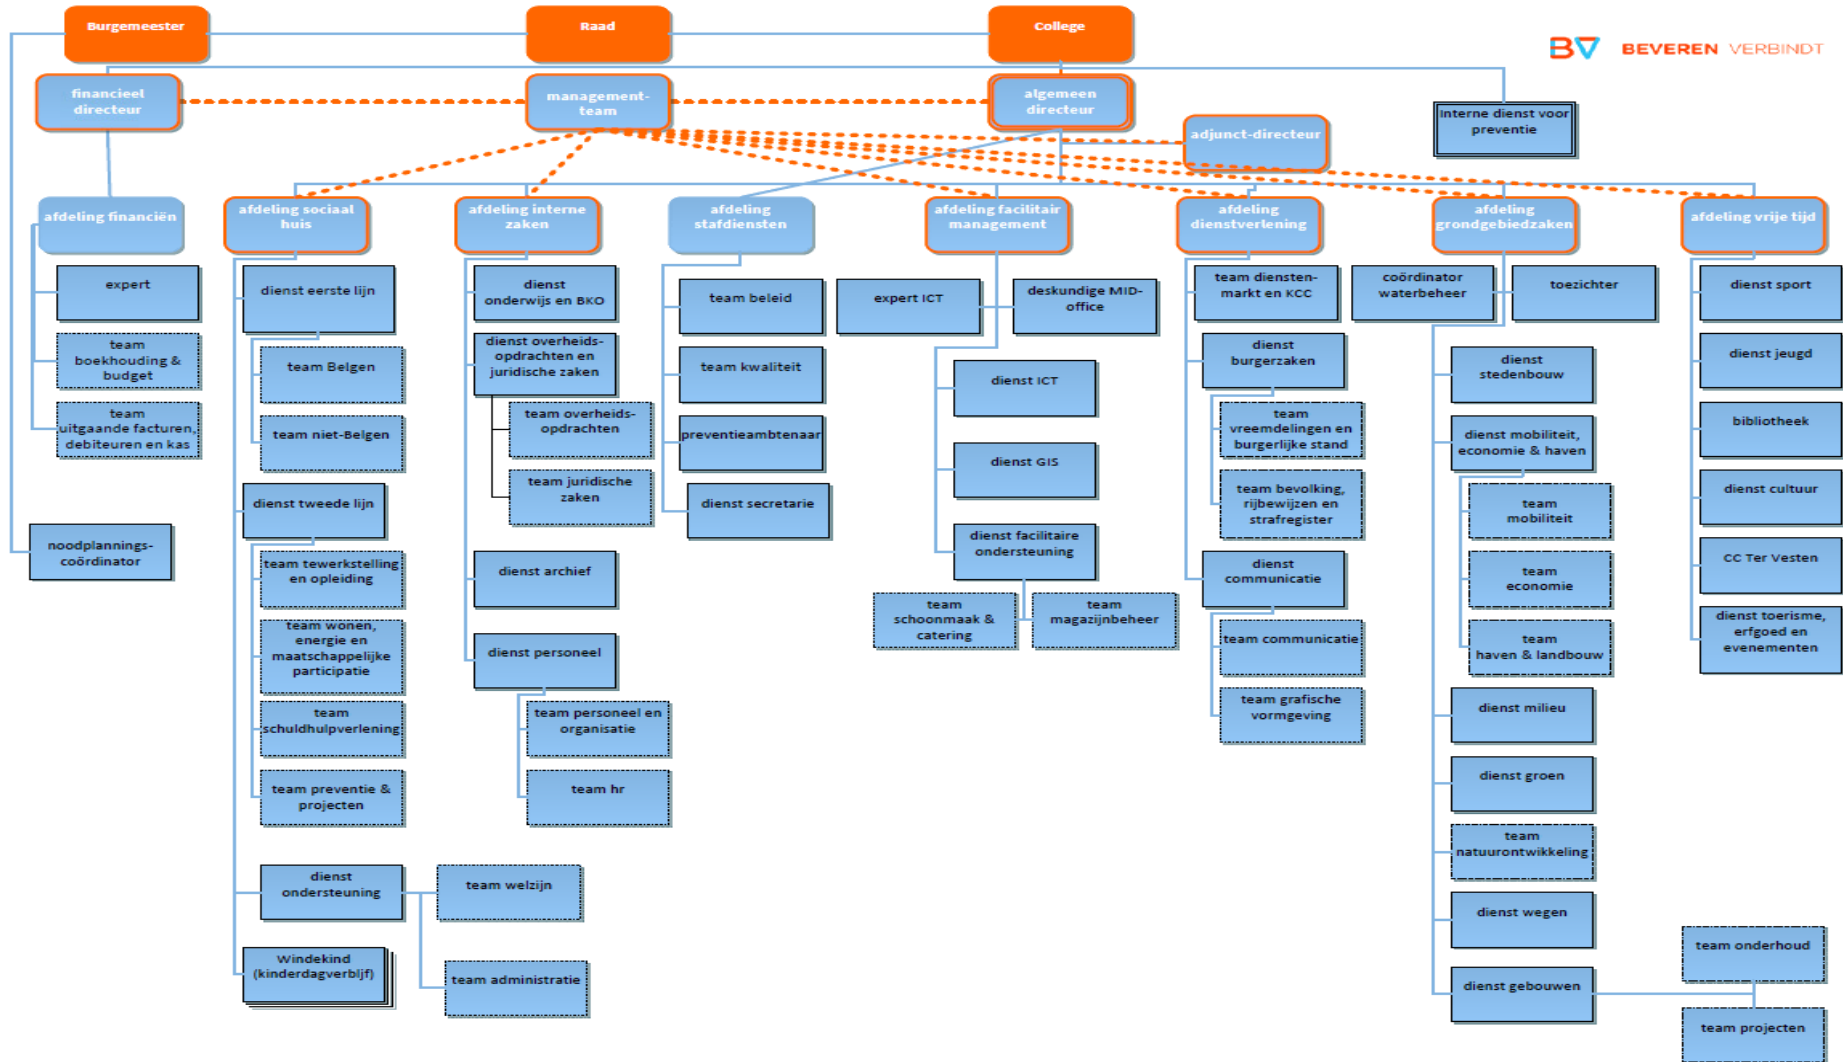 Burgemeester
Raad
College
BV BEVEREN VERBINDT
financieel
directeur
management-
team
algemeen
directeur
adjunct-directeur
Interne dienst voor
preventie
afdeling financiën
afdeling sociaal
huis
afdeling interne
zaken
afdeling
stafdiensten
afdeling facilitair
management
afdeling
dienstverlening
afdeling
grondgebiedzaken
afdeling vrije tijd
expert
team
boekhouding &
budget
team
uitgaande facturen,
debiteuren en kas
noodplannings-
coördinator
dienst eerste lijn
team Belgen
team niet-Belgen
dienst tweede lijn
team tewerkstelling
en opleiding
team wonen,
energie en
maatschappelijke
participatie
team
schuldhulpverlening
team preventie &
projecten
dienst
ondersteuning
team welzijn
team administratie
Windekind
(kinderdagverblijf)
dienst
onderwijs en BKO
dienst overheids-
opdrachten en
juridische zaken
team overheids-
opdrachten
team juridische
zaken
dienst archief
dienst personeel
team personeel en
organisatie
team hr
team beleid
team kwaliteit
preventieambtenaar
dienst secretarie
expert ICT
deskundige MID-
office
dienst ICT
dienst GIS
dienst facilitaire
ondersteuning
team
schoonmaak &
catering
team
magazijnbeheer
team diensten-
markt en KCC
dienst
burgerzaken
team
vreemdelingen en
burgerlijke stand
team bevolking,
rijbewijzen en
strafregister
dienst
communicatie
team communicatie
team grafische
vormgeving
coördinator
waterbeheer
toezichter
dienst
stedenbouw
dienst mobiliteit,
economie & haven
team
mobiliteit
team
economie
team
haven & landbouw
dienst milieu
dienst groen
team
natuurontwikkeling
dienst wegen
dienst gebouwen
team onderhoud
team projecten
dienst sport
dienst jeugd
bibliotheek
dienst cultuur
CC Ter Vesten
dienst toerisme,
erfgoed en
evenementen